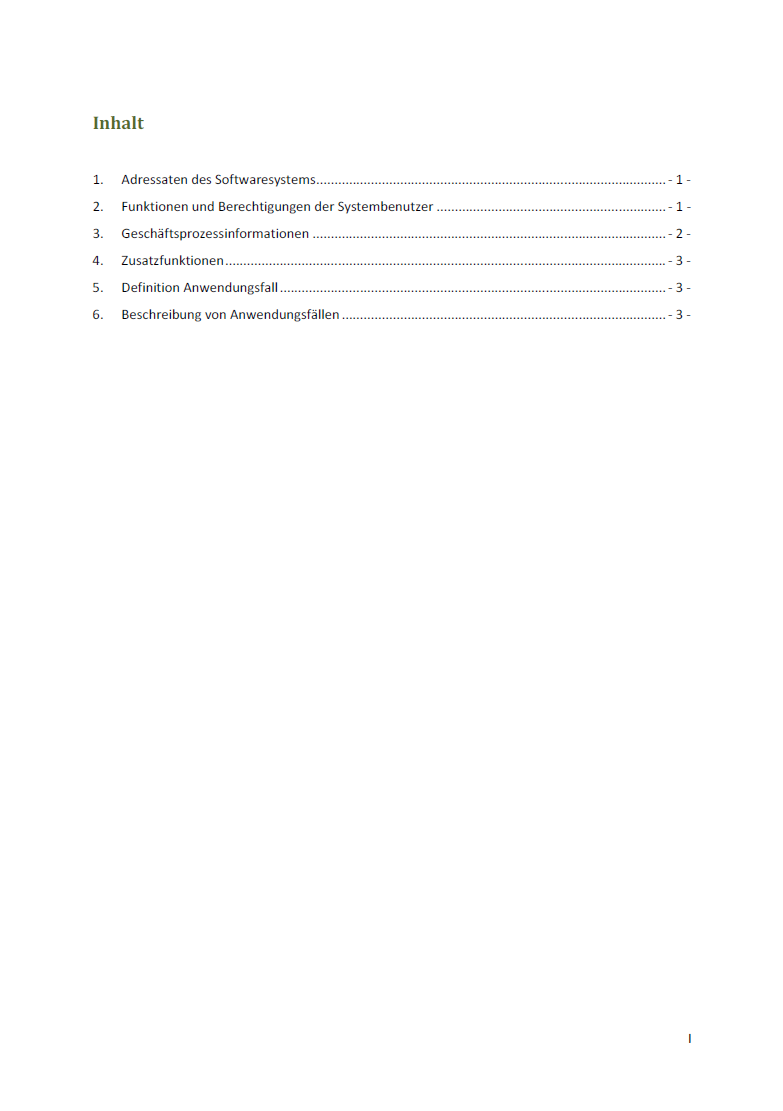 Inhalt
1. Adressaten des Softwaresystems................................................................................................ - 1 -
2. Funktionen und Berechtigungen der Systembenutzer ............................................................... - 1 -
3. Geschäftsprozessinformationen ................................................................................................. - 2 -
4. Zusatzfunktionen......................................................................................................................... - 3 -
5. Definition Anwendungsfall.......................................................................................................... - 3 -
6. Beschreibung von Anwendungsfällen ......................................................................................... - 3 -
I